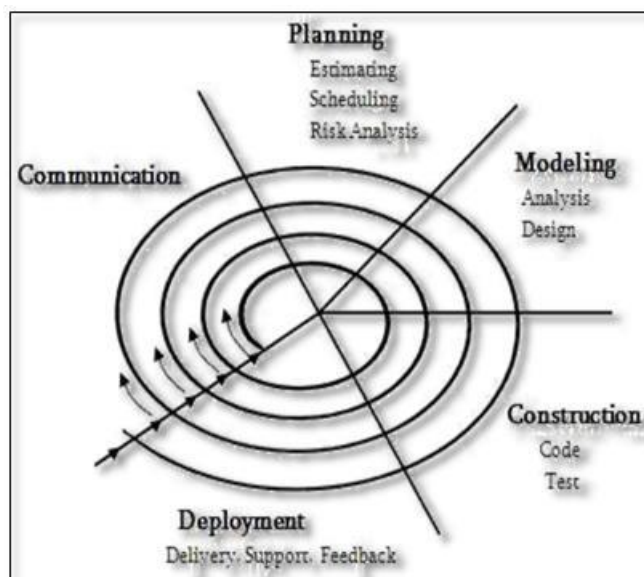 Planning
Estimating
Scheduling
Risk Analysis
Communication
Modeling
Analysis
Design
Construction
Code
Test
Deployment
Delivery, Support, Feedback